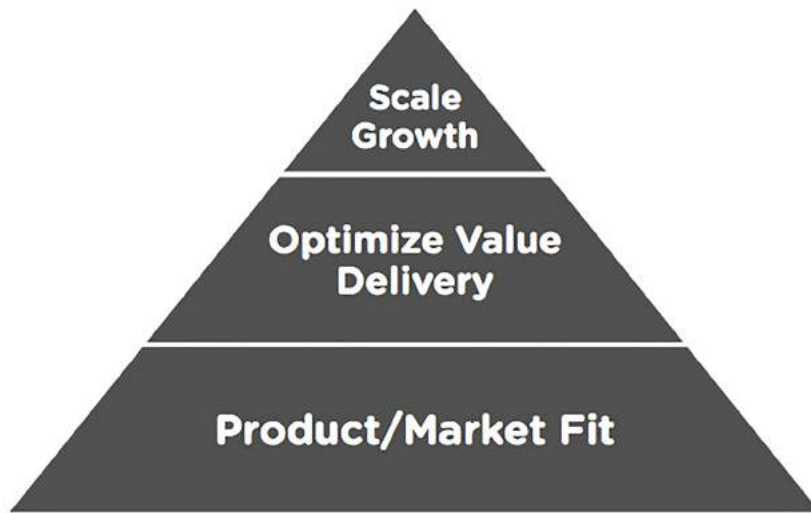 Scale
Growth
Optimize Value
Delivery
Product/Market Fit